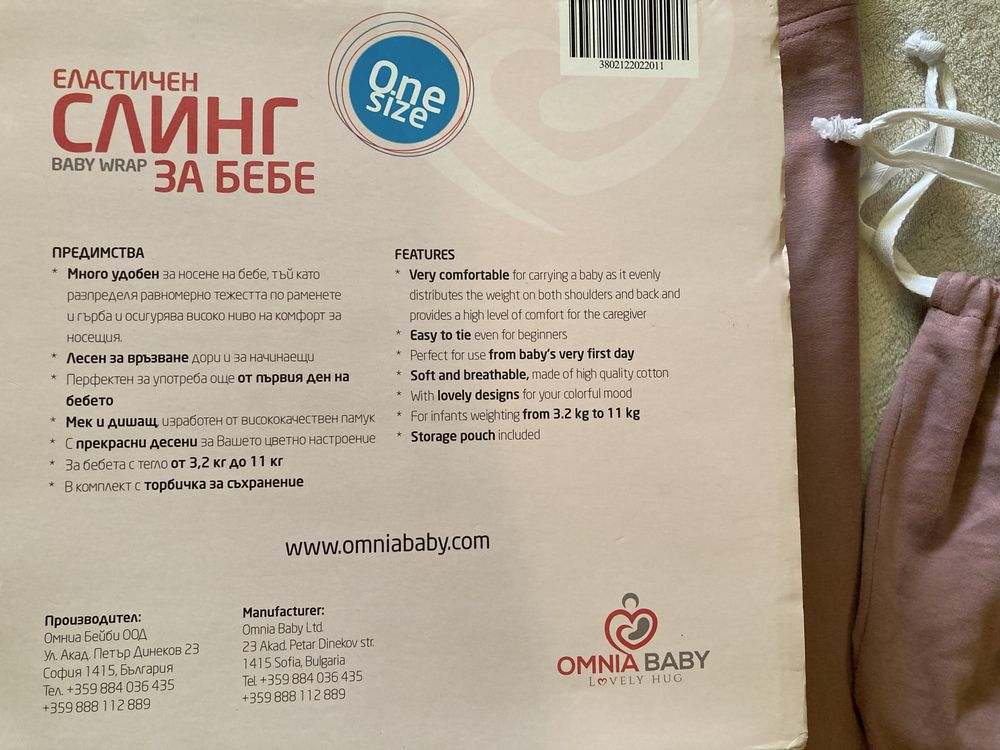 3802122022011
One
size
ЕЛАСТИЧЕН
СЛИНГ
BABY WRAP ЗА БЕБЕ
ПРЕДИМСТВА
* Много удобен за носене на бебе, тъй като
разпределя равномерно тежестта по раменете
и гърба и осигурява високо ниво на комфорт за
носещия.
* Лесен за връзване дори и за начинаещи
* Перфектен за употреба още от първия ден на
бебето
* Мек и дишащ, изработен от висококачествен памук
* С прекрасни десени за Вашето цветно настроение
* За бебета с тегло от 3,2 кг до 11 кг
* В комплект с торбичка за съхранение
FEATURES
* Very comfortable for carrying a baby as it evenly
distributes the weight on both shoulders and back and
provides a high level of comfort for the caregiver
* Easy to tie even for beginners
* Perfect for use from baby's very first day
* Soft and breathable, made of high quality cotton
* With lovely designs for your colorful mood
* For infants weighting from 3.2 kg to 11 kg
* Storage pouch included
www.omniababy.com
Производител:
Омниа Бейби ООД
Ул. Акад. Петър Динеков 23
София 1415, България
Тел. +359 884 036 435
+359 888 112 889
Manufacturer:
Omnia Baby Ltd.
23 Akad. Petar Dinekov str.
1415 Sofia, Bulgaria
Tel. +359 884 036 435
+359 888 112 889
OMNIA BABY
LOVELY HUG